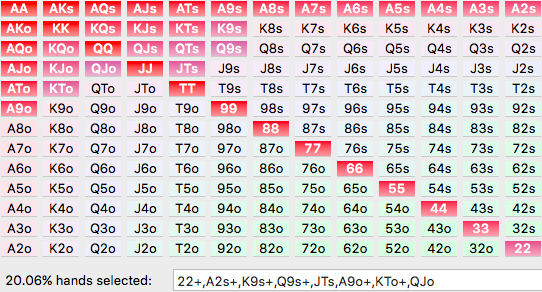 AA AKs AQs AJs ATs A9s A8s A7s A6s A5s A4s A3s A2s
AKo KK KQs KJs KTs K9s K8s K7s K6s K5s K4s K3s K2s
AQo KQo QQ QJs QTs Q9s Q8s Q7s Q6s Q5s Q4s Q3s Q2s
AJo KJo QJo JJ JTs J9s J8s J7s J6s J5s J4s J3s J2s
ATo KTo QTo JTo TT T9s T8s T7s T6s T5s T4s T3s T2s
A9o K9o Q9o J9o T9o 99 98s 97s 96s 95s 94s 93s 92s
A8o K8o Q8o J8o T8o 98o 88 87s 86s 85s 84s 83s 82s
A7o K7o Q7o J7o T7o 97o 87o 77 76s 75s 74s 73s 72s
A6o K6o Q6o J6o T6o 96o 86o 76o 66 65s 64s 63s 62s
A5o K5o Q5o J5o T5o 95o 85o 75o 65o 55 54s 53s 52s
A4o K4o Q4o J4o T4o 94o 84o 74o 64o 54o 44 43s 42s
A3o K3o Q3o J3o T3o 93o 83o 73o 63o 53o 43o 33 32s
A2o K2o Q2o J2o T2o 92o 82o 72o 62o 52o 42o 32o 22
20.06% hands selected: 22+,A2s+,K9s+,Q9s+,JTs,A9o+,KTo+,QJo